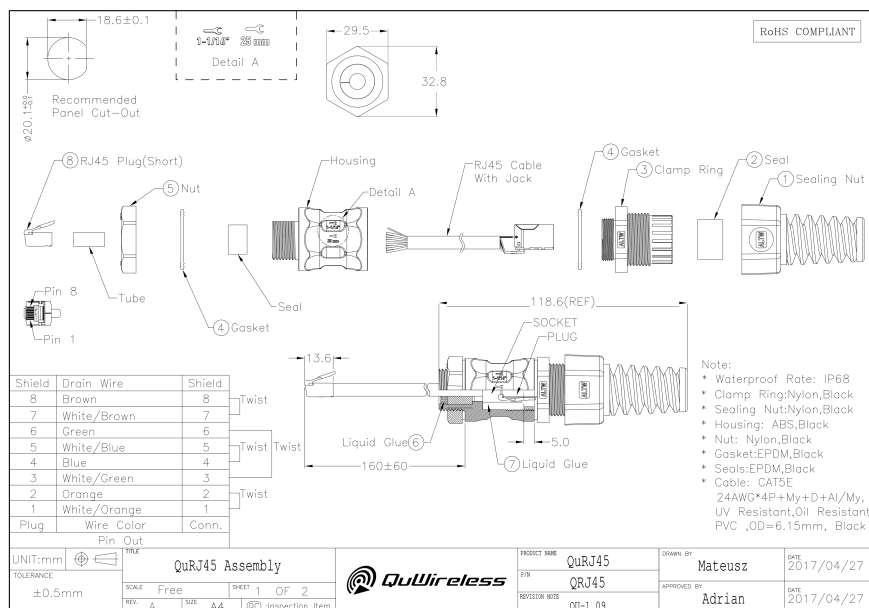 18.6±0.1
ø20.1
Recommended
Panel Cut-Out
1-1/16" 25 mm
Detail A
29.5
32.8
RoHS COMPLIANT
⑧RJ45 Plug(Short)
⑤Nut
Housing
Detail A
RJ45 Cable
With Jack
④Gasket
③Clamp Ring
②Seal
①Sealing Nut
Pin 8
Pin 1
Tube
④Gasket
Seal
118.6(REF)
SOCKET
PLUG
13.6
Liquid Glue⑥
5.0
160±60
⑦Liquid Glue
Note:
* Waterproof Rate: IP68
* Clamp Ring:Nylon,Black
* Sealing Nut:Nylon,Black
* Housing: ABS,Black
* Nut: Nylon,Black
* Gasket:EPDM,Black
* Seals:EPDM,Black
* Cable: CAT5E
24AWG*4P+My+D+Al/My,
UV Resistant,Oil Resistant
PVC ,OD=6.15mm, Black
Shield Drain Wire Shield
8 Brown 8
7 White/Brown 7
6 Green 6
5 White/Blue 5
4 Blue 4
3 White/Green 3
2 Orange 2
1 White/Orange 1
Plug Wire Color Conn.
Pin Out
Twist
Twist Twist
Twist
UNIT:mm
TOLERANCE
±0.5mm
TITLE
QuRJ45 Assembly
SCALE Free
SHEET 1 OF 2
REV. A
SIZE A4
:Inspection Item
QuWireless
PRODUCT NAME
QuRJ45
P/N
QRJ45
REVISION NOTE
QU-1.09
DRAWN BY
Mateusz
DATE
2017/04/27
APPROVED BY
Adrian
DATE
2017/04/27